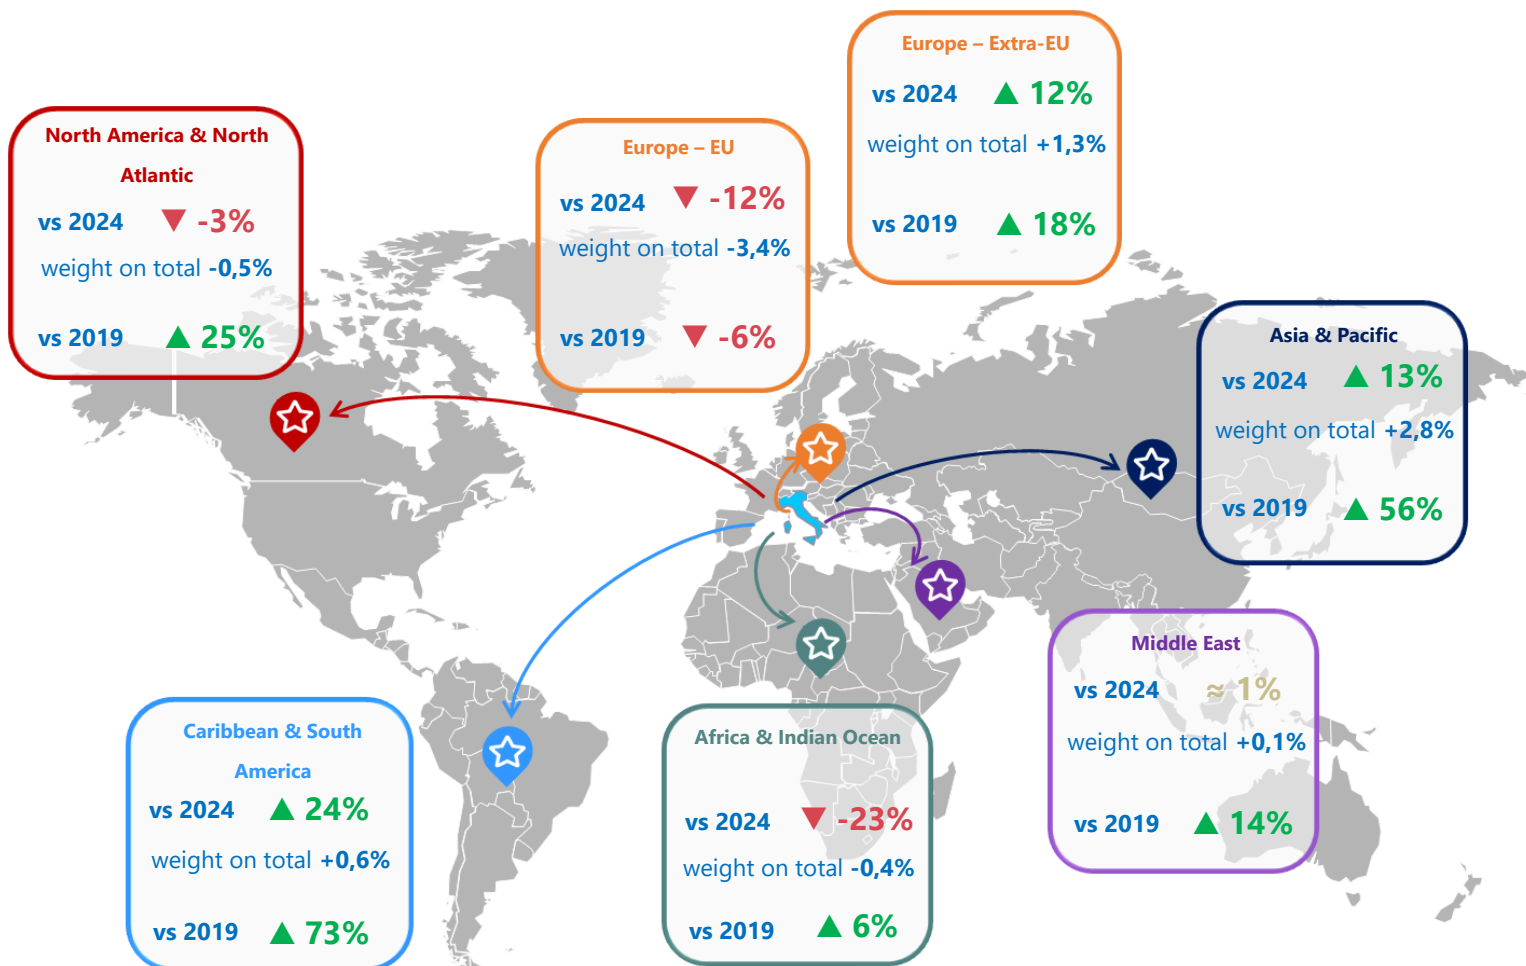 Europe – Extra-EU
vs 2024 ▲ 12%
weight on total +1,3%
vs 2019 ▲ 18%
North America & North
Atlantic
vs 2024 ▼ -3%
weight on total -0,5%
vs 2019 ▲ 25%
Europe – EU
vs 2024 ▼ -12%
weight on total -3,4%
vs 2019 ▼ -6%
Asia & Pacific
vs 2024 ▲ 13%
weight on total +2,8%
vs 2019 ▲ 56%
Middle East
vs 2024 ≈ 1%
weight on total +0,1%
vs 2019 ▲ 14%
Caribbean & South
America
vs 2024 ▲ 24%
weight on total +0,6%
vs 2019 ▲ 73%
Africa & Indian Ocean
vs 2024 ▼ -23%
weight on total -0,4%
vs 2019 ▲ 6%